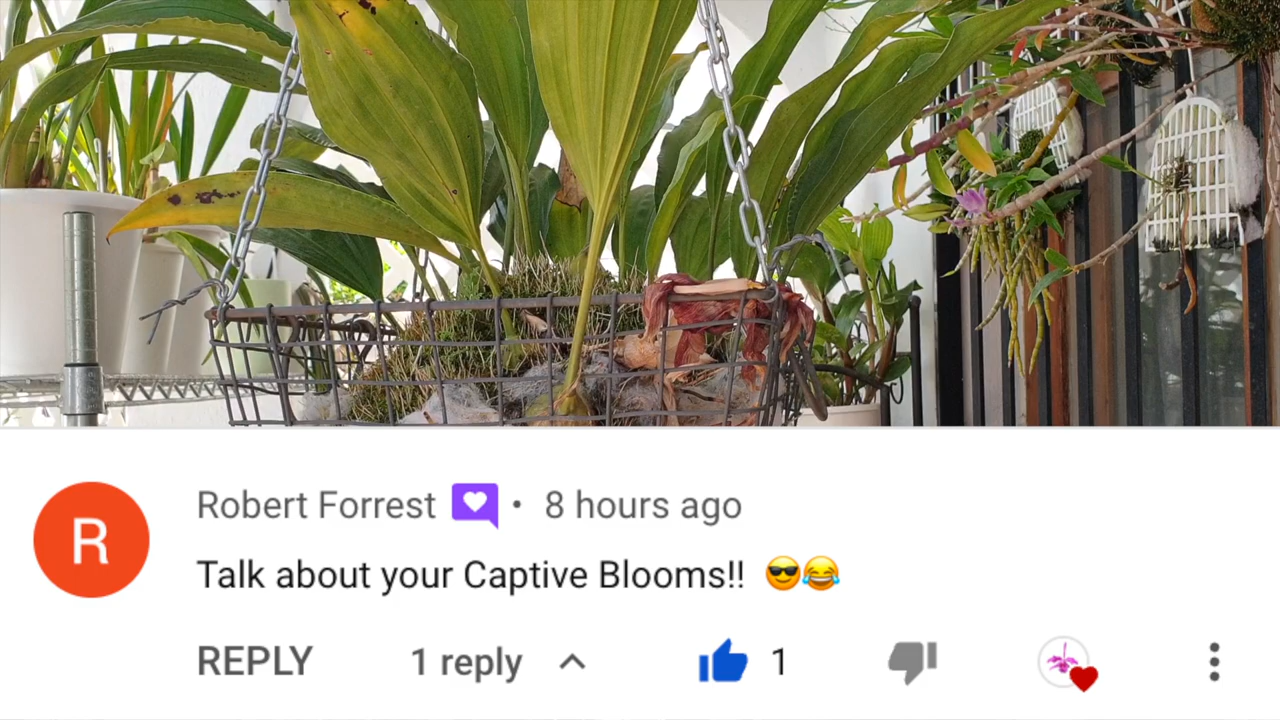 R
Robert Forrest • 8 hours ago
Talk about your Captive Blooms!! 😎😂
REPLY 1 reply 1